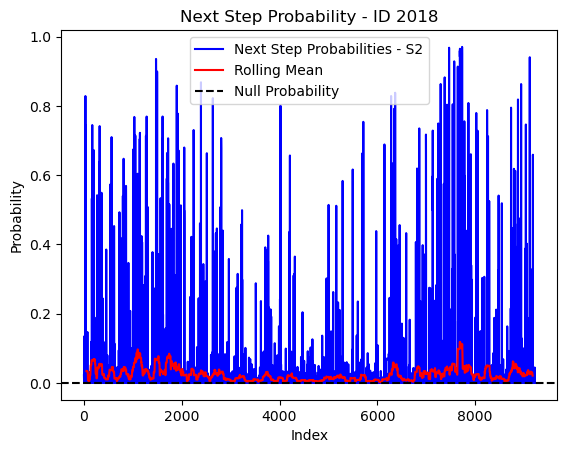 Next Step Probability - ID 2018
Next Step Probabilities - S2
Rolling Mean
Null Probability
Probability
1.0
0.8
0.6
0.4
0.2
0.0
0
2000
4000
6000
8000
Index